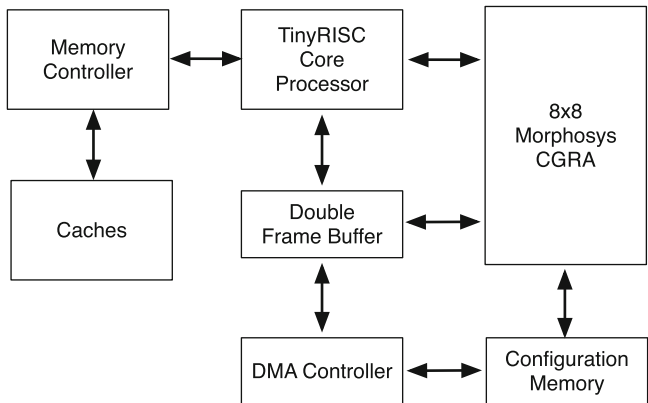 Memory
Controller
TinyRISC
Core
Processor
8x8
Morphosys
CGRA
Caches
Double
Frame Buffer
DMA Controller
Configuration
Memory